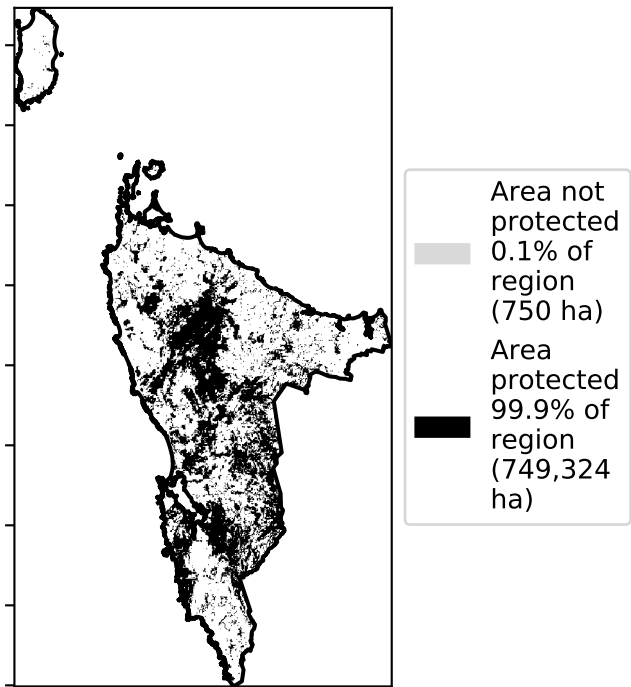 Area not
protected
0.1% of
region
(750 ha)
Area
protected
99.9% of
region
(749,324
ha)